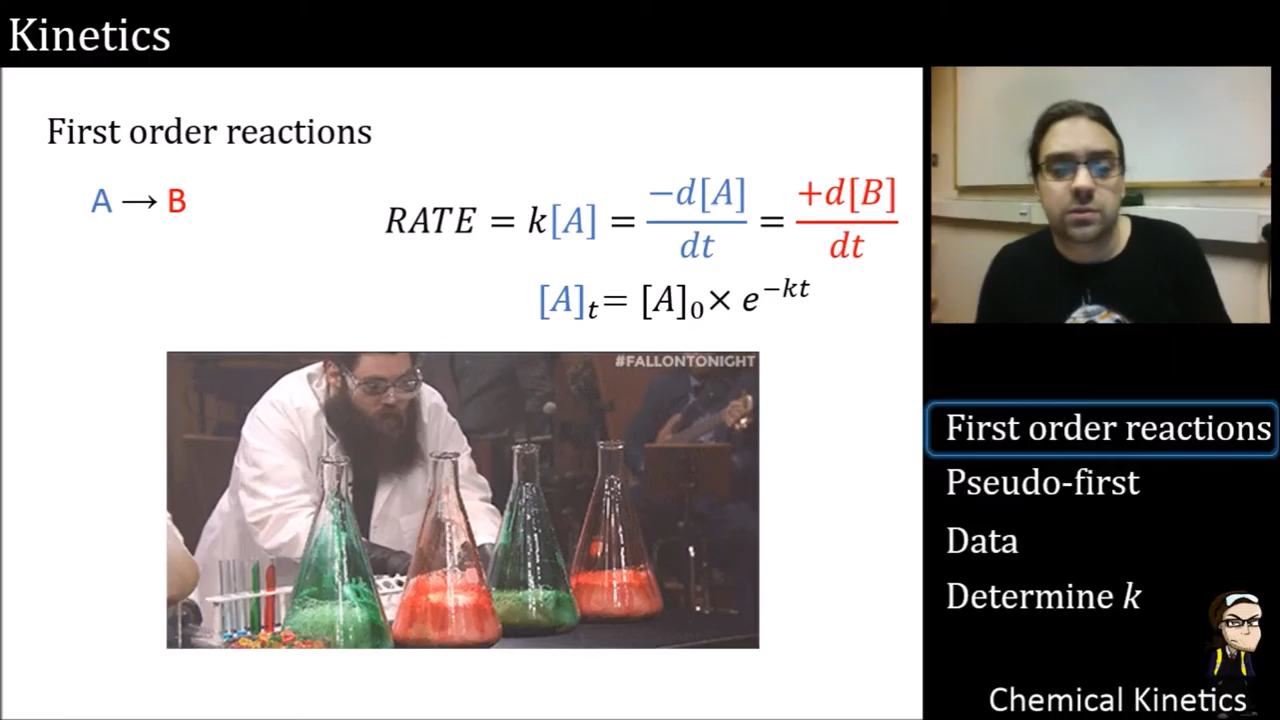 Kinetics
First order reactions
A → B
RATE = k[A] = −d[A]/dt = +d[B]/dt
[A]t = [A]0 × e^−kt
#FALLONTONIGHT
First order reactions
Pseudo-first
Data
Determine k
Chemical Kinetics